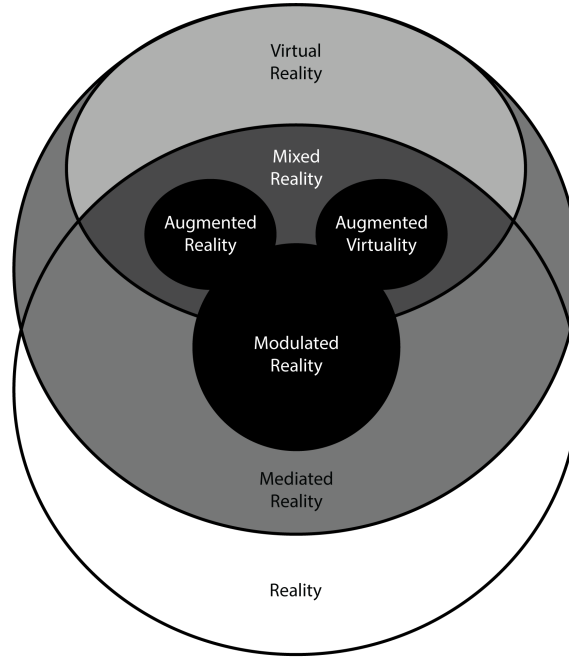 Virtual
Reality
Mixed
Reality
Augmented
Reality
Augmented
Virtuality
Modulated
Reality
Mediated
Reality
Reality